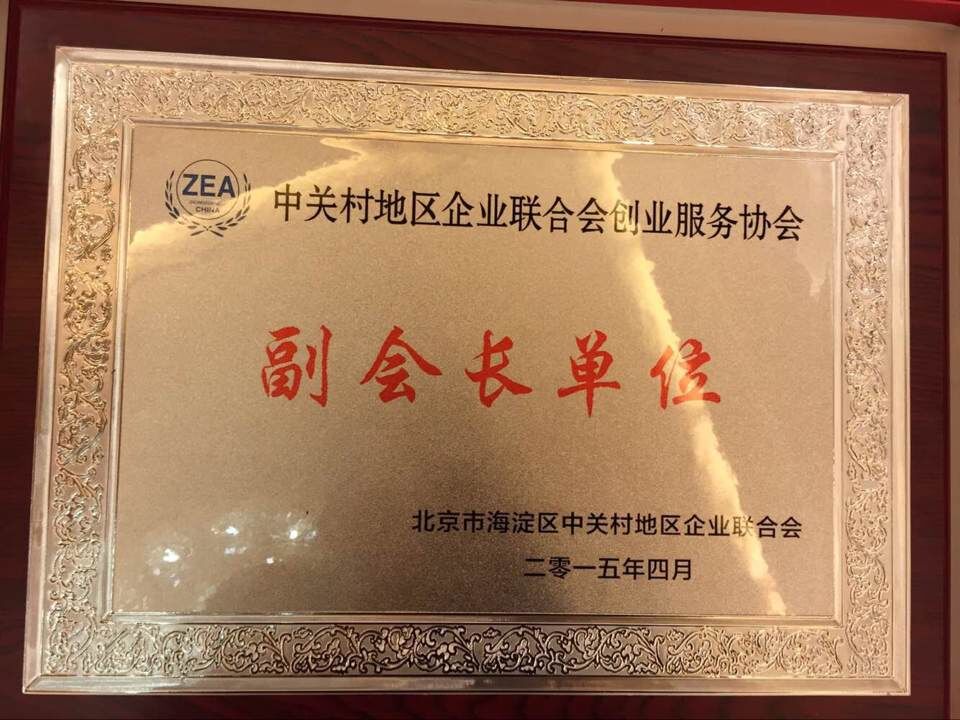 ZEA
CHINA
中关村地区企业联合会创业服务协会
副会长单位
北京市海淀区中关村地区企业联合会
二零一五年四月